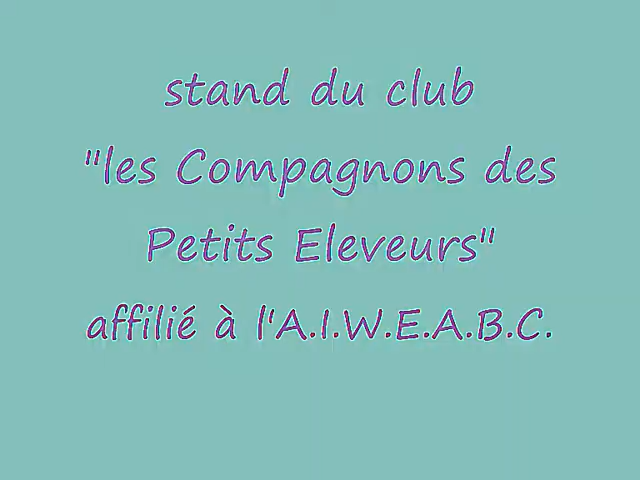 stand du club
"les Compagnons des
Petits Eleveurs"
affilié à l'A.I.W.E.A.B.C.